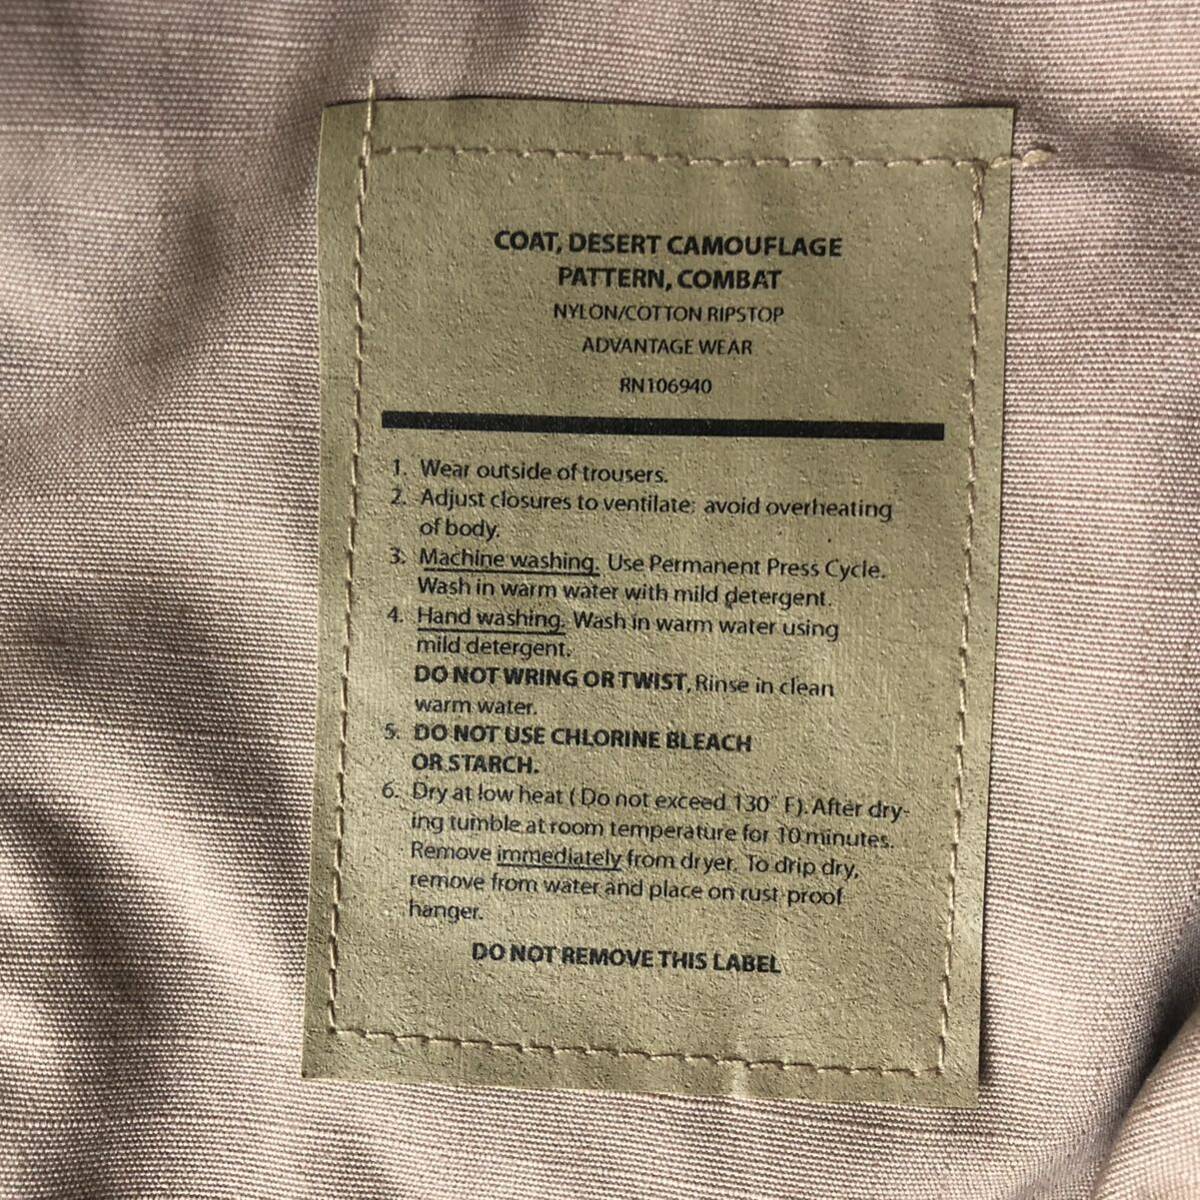 COAT, DESERT CAMOUFLAGE
PATTERN, COMBAT
NYLON/COTTON RIPSTOP
ADVANTAGE WEAR
RN106940
1. Wear outside of trousers.
2. Adjust closures to ventilate: avoid overheating
of body.
3. Machine washing. Use Permanent Press Cycle.
Wash in warm water with mild detergent.
4. Hand washing. Wash in warm water using
mild detergent.
DO NOT WRING OR TWIST, Rinse in clean
warm water.
5. DO NOT USE CHLORINE BLEACH
OR STARCH.
6. Dry at low heat ( Do not exceed 130° F). After dry-
ing tumble at room temperature for 10 minutes.
Remove immediately from dryer. To drip dry,
remove from water and place on rust proof
hanger.
DO NOT REMOVE THIS LABEL